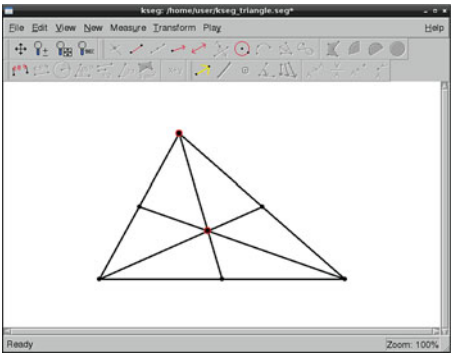 kseg: /home/user/kseg_triangle.seg*
File Edit View New Measure Transform Play Help
Ready Zoom: 100%